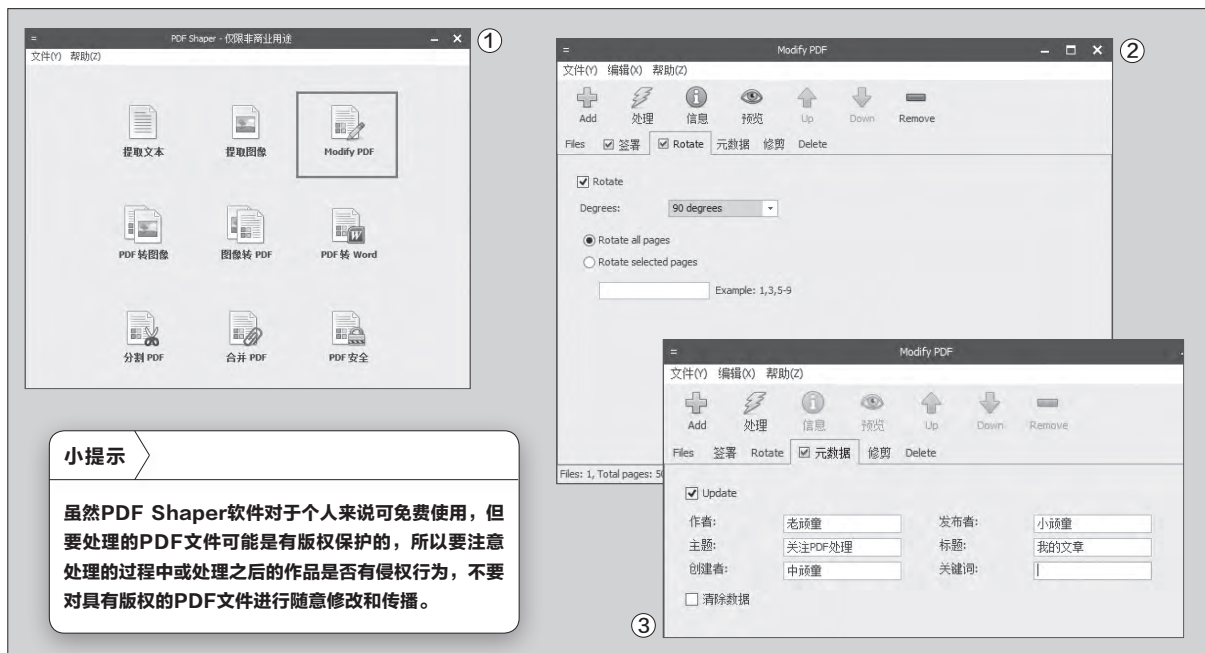 PDF Shaper - 仅限非商业用途
①
文件(Y) 帮助(Z)
提取文本
提取图像
Modify PDF
PDF 转图像
图像转 PDF
PDF 转 Word
分割 PDF
合并 PDF
PDF 安全
Modify PDF
②
文件(Y) 编辑(X) 帮助(Z)
Add 处理 信息 预览 Up Down Remove
Files 签署 Rotate 元数据 修剪 Delete
Rotate
Degrees: 90 degrees
Rotate all pages
Rotate selected pages
Example: 1,3,5-9
Files: 1, Total pages: 50
Modify PDF
文件(Y) 编辑(X) 帮助(Z)
Add 处理 信息 预览 Up Down Remove
Files 签署 Rotate 元数据 修剪 Delete
Update
作者: 老顽童 发布者: 小顽童
主题: 关注PDF处理 标题: 我的文章
创建者: 中顽童 关键词:
清除数据
③
小提示
虽然PDF Shaper软件对于个人来说可免费使用，但
要处理的PDF文件可能是有版权保护的，所以要注意
处理的过程中或处理之后的作品是否有侵权行为，不要
对具有版权的PDF文件进行随意修改和传播。